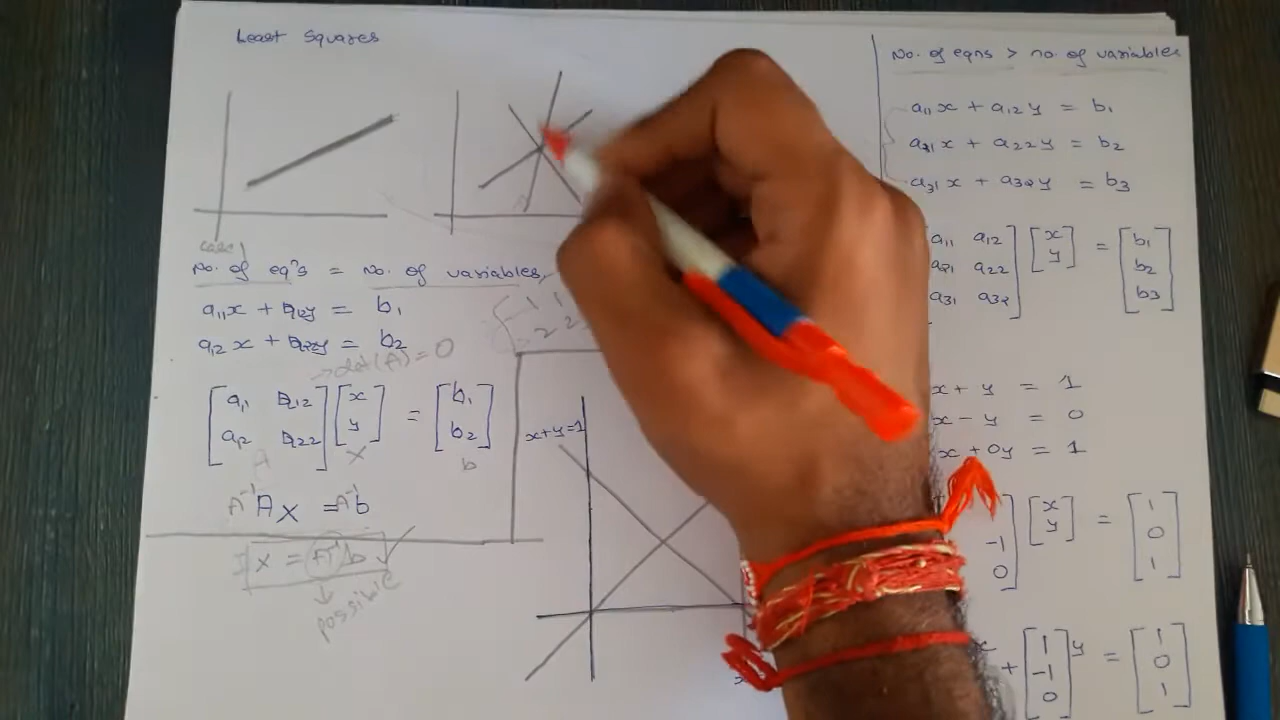 Least Squares
case 1
No. of eqns = No. of variables,
a₁₁x + a₁₂y = b₁
a₁₂x + a₂₂y = b₂
→ det(A) = 0
[a₁₁ a₁₂; a₁₂ a₂₂] [x; y] = [b₁; b₂]
A X b
A⁻¹AX = A⁻¹b
x = A⁻¹b
possible
x+y=1
No. of eqns > no. of variables
a₁₁x + a₁₂y = b₁
a₂₁x + a₂₂y = b₂
a₃₁x + a₃₂y = b₃
[a₁₁ a₁₂; a₂₁ a₂₂; a₃₁ a₃₂] [x; y] = [b₁; b₂; b₃]
x + y = 1
x - y = 0
x + 0y = 1
-1 0] [x; y] = [1; 0; 1]
+ [1; -1; 0] y = [1; 0; 1]